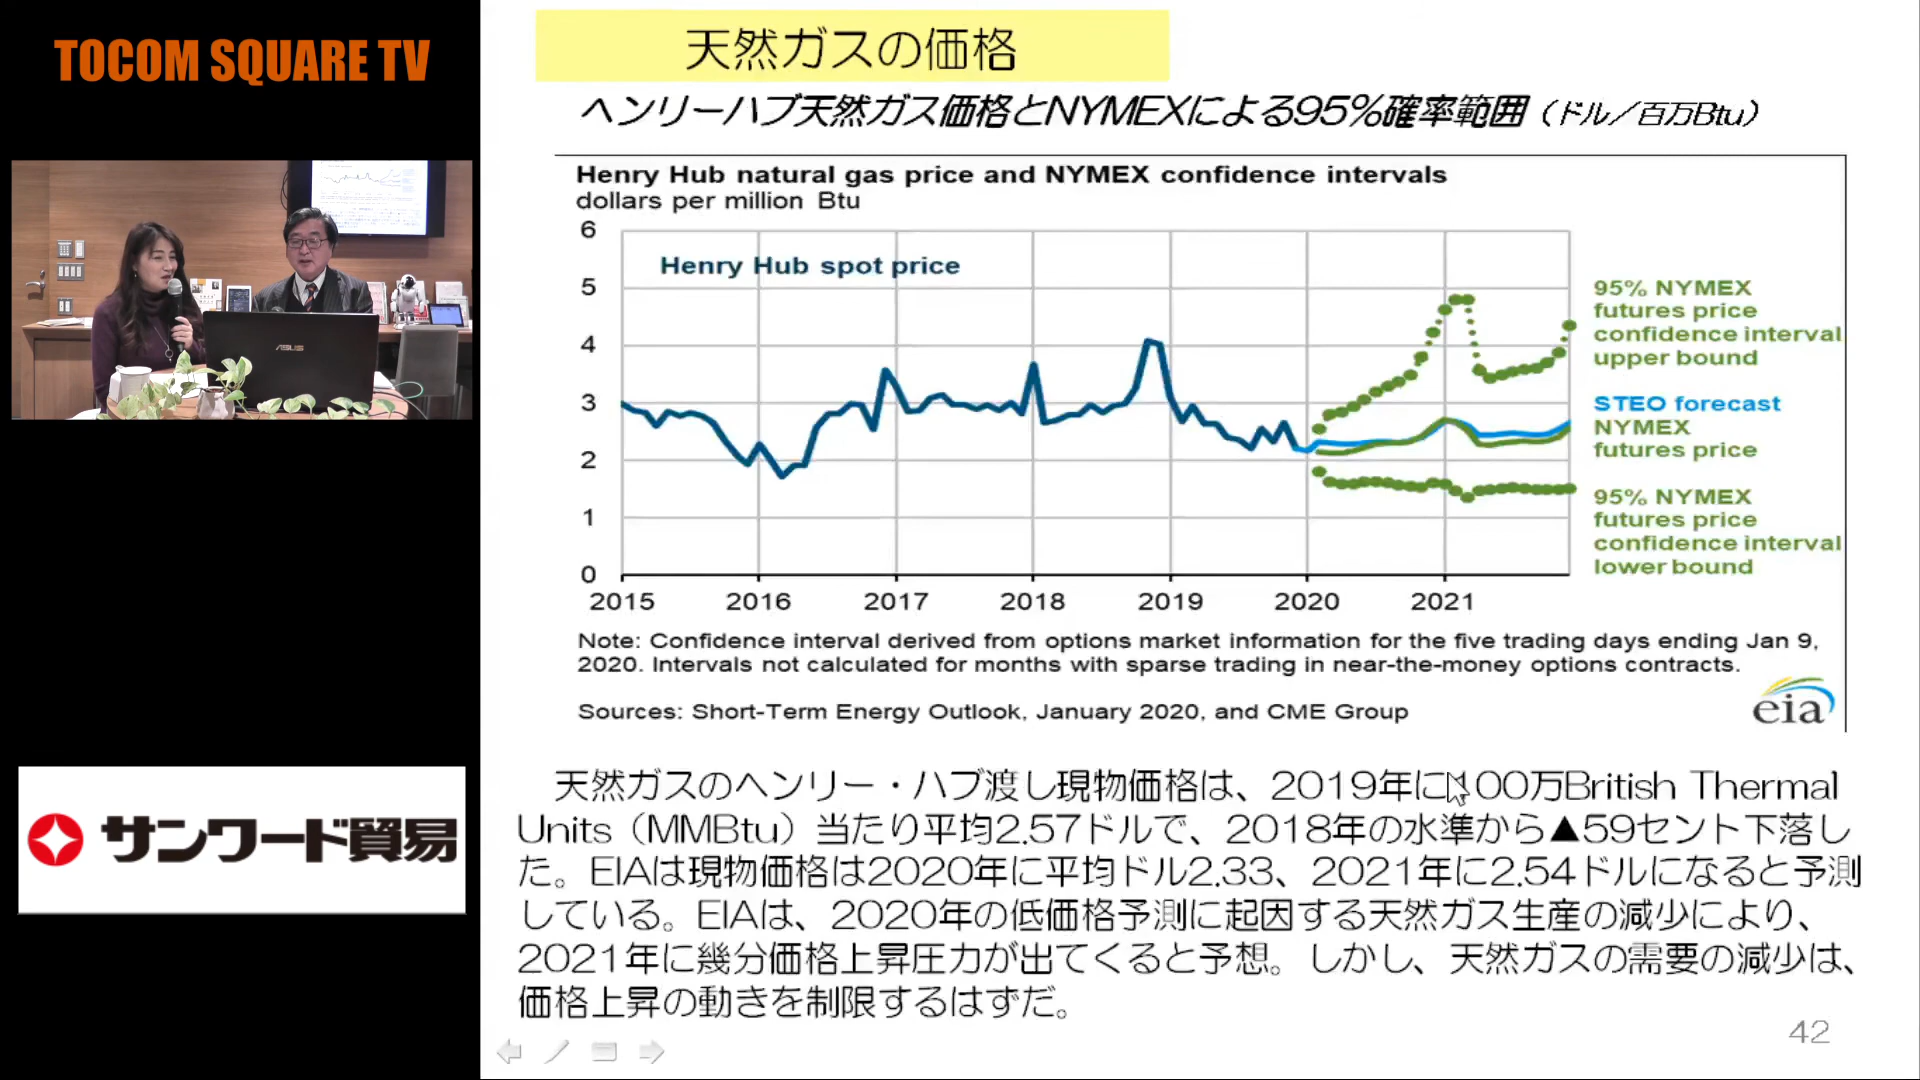 TOCOM SQUARE TV
ASUS
サンワード貿易
天然ガスの価格
ヘンリーハブ天然ガス価格とNYMEXによる95%確率範囲（ドル／百万Btu）
Henry Hub natural gas price and NYMEX confidence intervals
dollars per million Btu
6
5
4
3
2
1
0
Henry Hub spot price
2015 2016 2017 2018 2019 2020 2021
95% NYMEX
futures price
confidence interval
upper bound
STEO forecast
NYMEX
futures price
95% NYMEX
futures price
confidence interval
lower bound
Note: Confidence interval derived from options market information for the five trading days ending Jan 9,
2020. Intervals not calculated for months with sparse trading in near-the-money options contracts.
Sources: Short-Term Energy Outlook, January 2020, and CME Group
eia
天然ガスのヘンリー・ハブ渡し現物価格は、2019年に100万British Thermal
Units（MMBtu）当たり平均2.57ドルで、2018年の水準から▲59セント下落し
た。EIAは現物価格は2020年に平均ドル2.33、2021年に2.54ドルになると予測
している。EIAは、2020年の低価格予測に起因する天然ガス生産の減少により、
2021年に幾分価格上昇圧力が出てくると予想。しかし、天然ガスの需要の減少は、
価格上昇の動きを制限するはずだ。
42